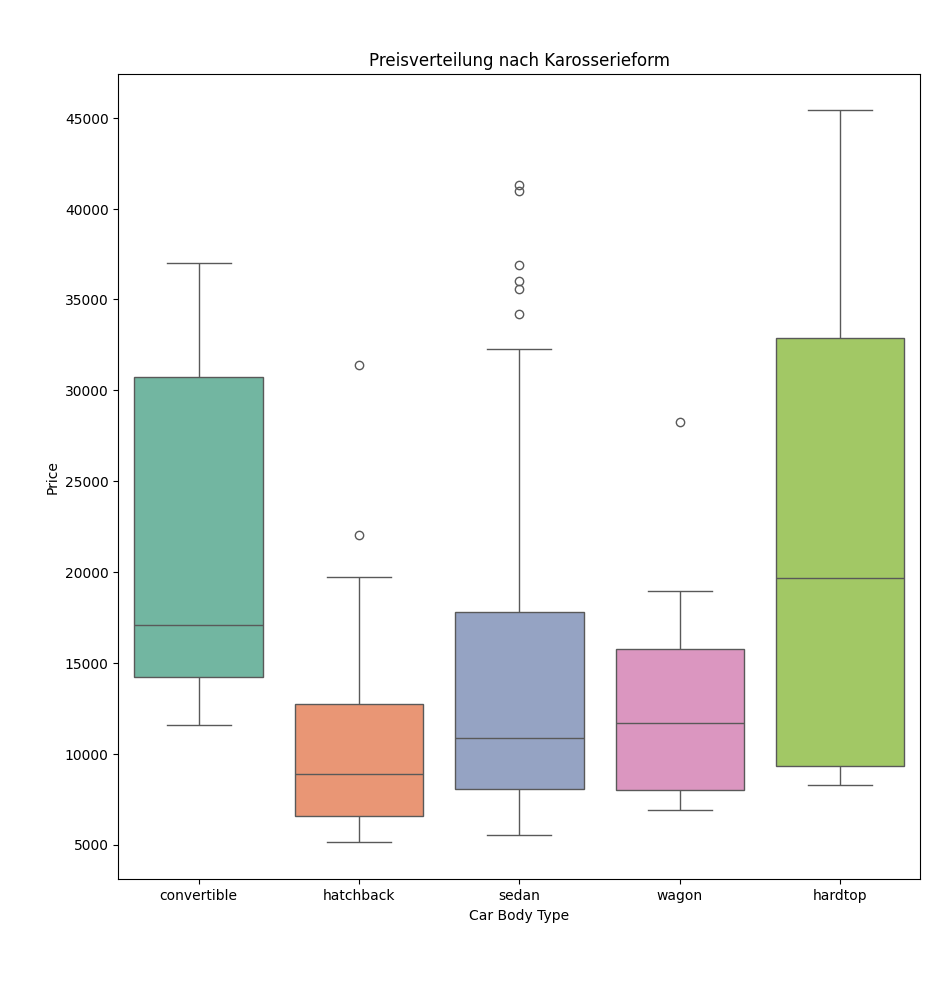 Preisverteilung nach Karosserieform
45000
40000
35000
30000
25000
20000
15000
10000
5000
Price
convertible hatchback sedan wagon hardtop
Car Body Type